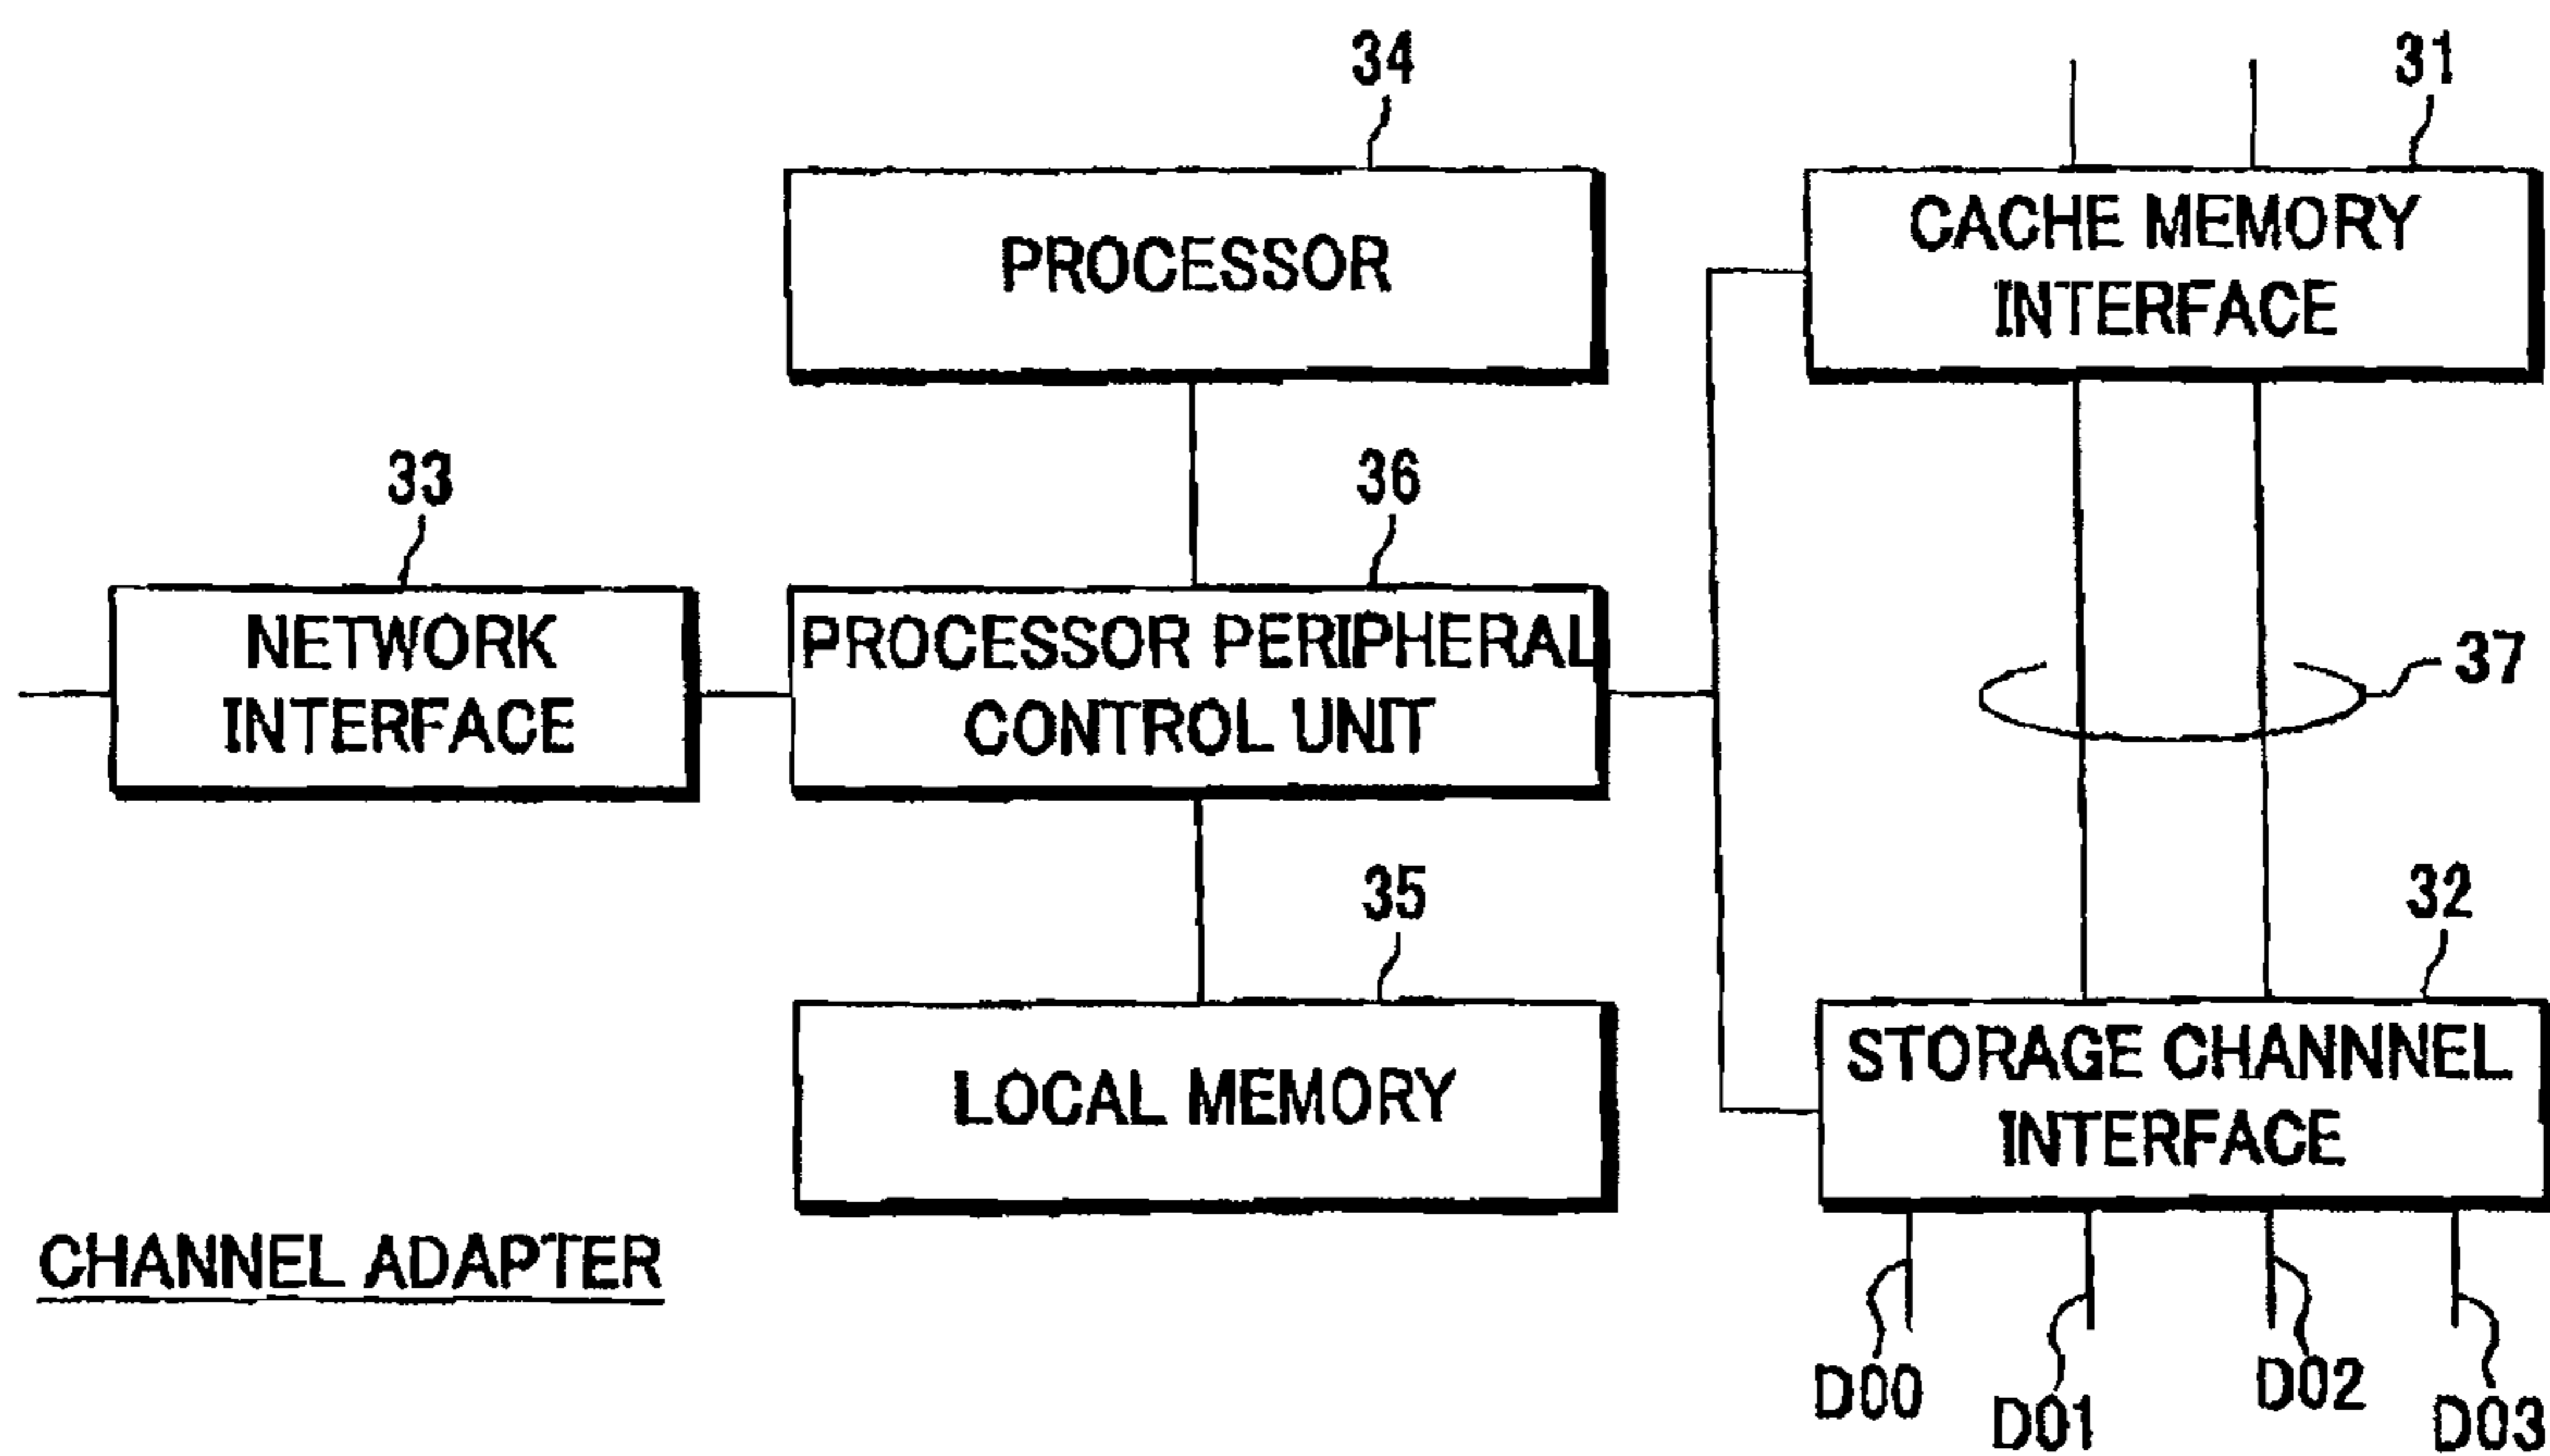 34
31
PROCESSOR
CACHE MEMORY
INTERFACE
33
36
NETWORK
INTERFACE
PROCESSOR PERIPHERAL
CONTROL UNIT
37
35
32
LOCAL MEMORY
STORAGE CHANNNEL
INTERFACE
CHANNEL ADAPTER
D00
D01
D02
D03